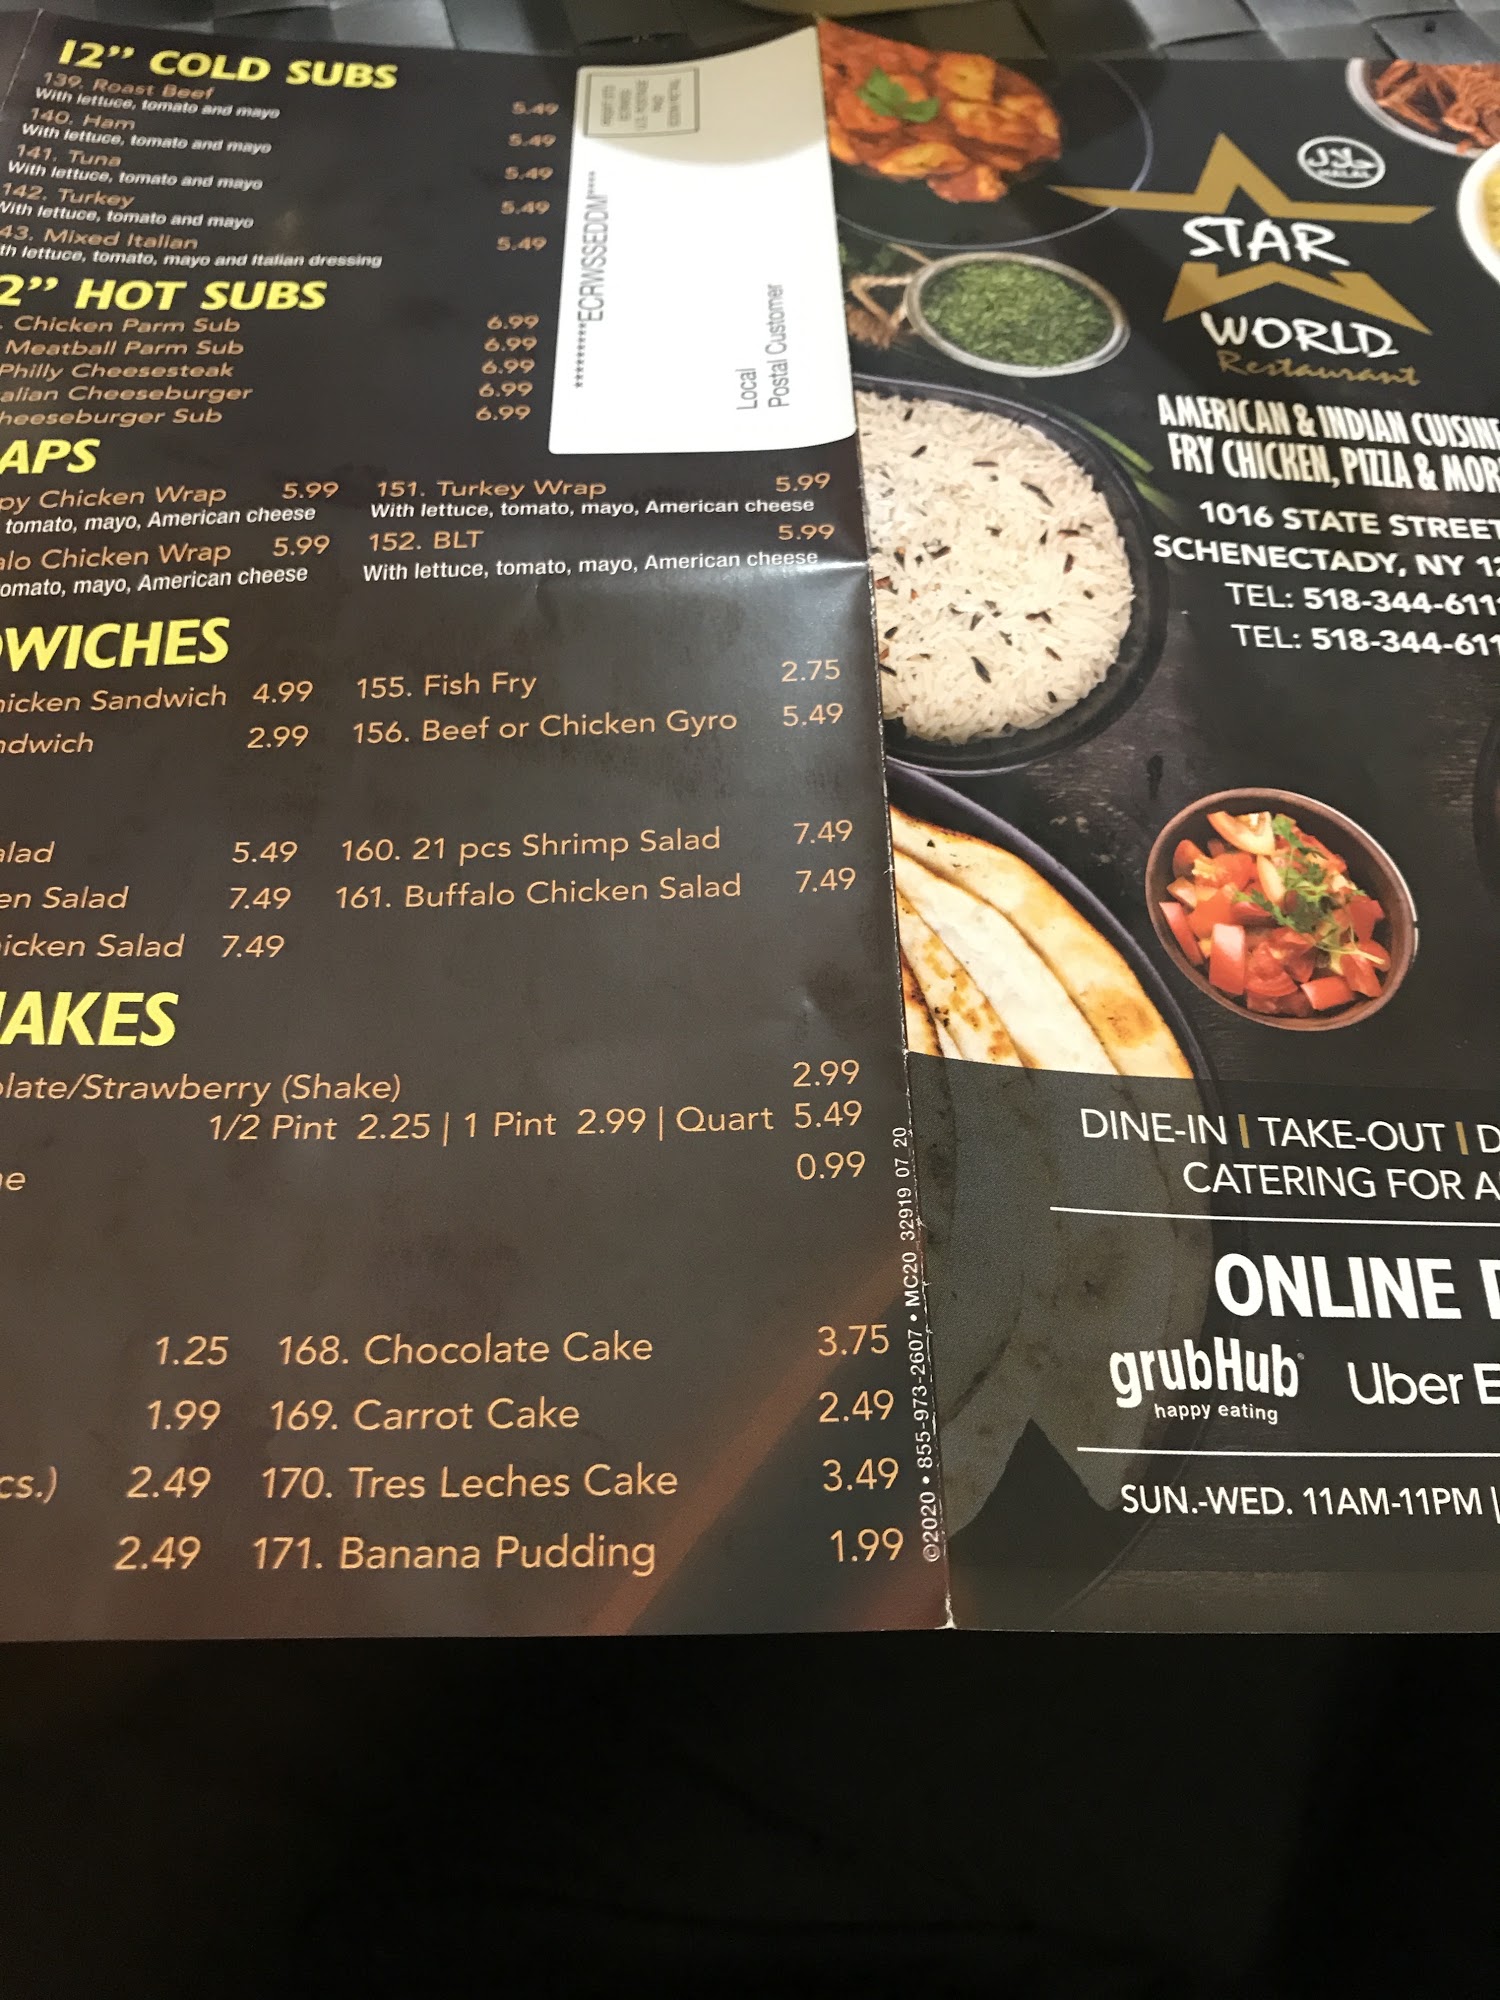 12” COLD SUBS
139. Roast Beef 5.49
With lettuce, tomato and mayo
140. Ham 5.49
With lettuce, tomato and mayo
141. Tuna 5.49
With lettuce, tomato and mayo
142. Turkey 5.49
With lettuce, tomato and mayo
43. Mixed Italian 5.49
th lettuce, tomato, mayo and Italian dressing
2” HOT SUBS
. Chicken Parm Sub 6.99
Meatball Parm Sub 6.99
Philly Cheesesteak 6.99
alian Cheeseburger 6.99
heeseburger Sub 6.99
APS
py Chicken Wrap 5.99
tomato, mayo, American cheese
alo Chicken Wrap 5.99
omato, mayo, American cheese
151. Turkey Wrap 5.99
With lettuce, tomato, mayo, American cheese
152. BLT 5.99
With lettuce, tomato, mayo, American cheese
WICHES
hicken Sandwich 4.99
ndwich 2.99
155. Fish Fry 2.75
156. Beef or Chicken Gyro 5.49
alad 5.49
en Salad 7.49
icken Salad 7.49
160. 21 pcs Shrimp Salad 7.49
161. Buffalo Chicken Salad 7.49
AKES
late/Strawberry (Shake) 2.99
1/2 Pint 2.25 | 1 Pint 2.99 | Quart 5.49
e 0.99
1.25
1.99
cs.) 2.49
2.49
168. Chocolate Cake 3.75
169. Carrot Cake 2.49
170. Tres Leches Cake 3.49
171. Banana Pudding 1.99
©2020 • 855-973-2607 • MC20 32919 07 20
**********ECRWSSEDDM****
Local
Postal Customer
حلال
HALAL
STAR
WORLD
Restaurant
AMERICAN & INDIAN CUISINE
FRY CHICKEN, PIZZA & MOR
1016 STATE STREET
SCHENECTADY, NY 12
TEL: 518-344-6111
TEL: 518-344-611
DINE-IN | TAKE-OUT | D
CATERING FOR A
ONLINE
grubHub
happy eating
Uber E
SUN.-WED. 11AM-11PM |